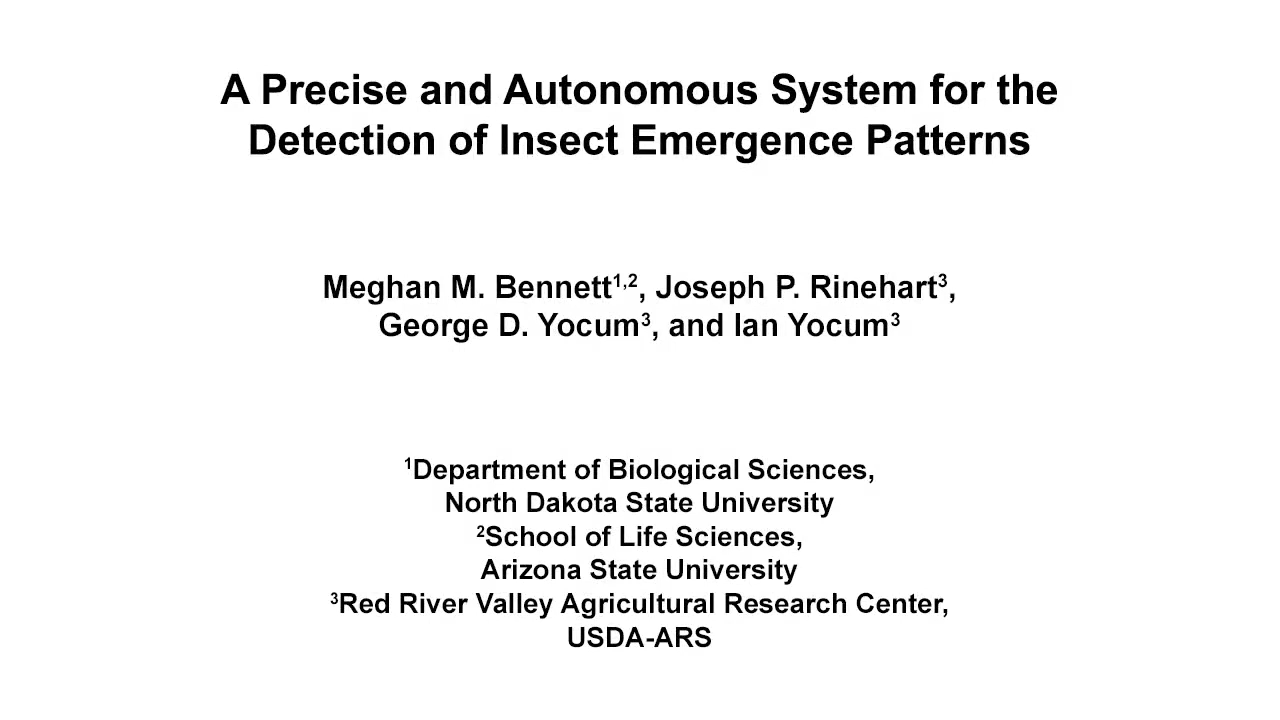 A Precise and Autonomous System for the
Detection of Insect Emergence Patterns
Meghan M. Bennett¹,², Joseph P. Rinehart³,
George D. Yocum³, and Ian Yocum³
¹Department of Biological Sciences,
North Dakota State University
²School of Life Sciences,
Arizona State University
³Red River Valley Agricultural Research Center,
USDA-ARS